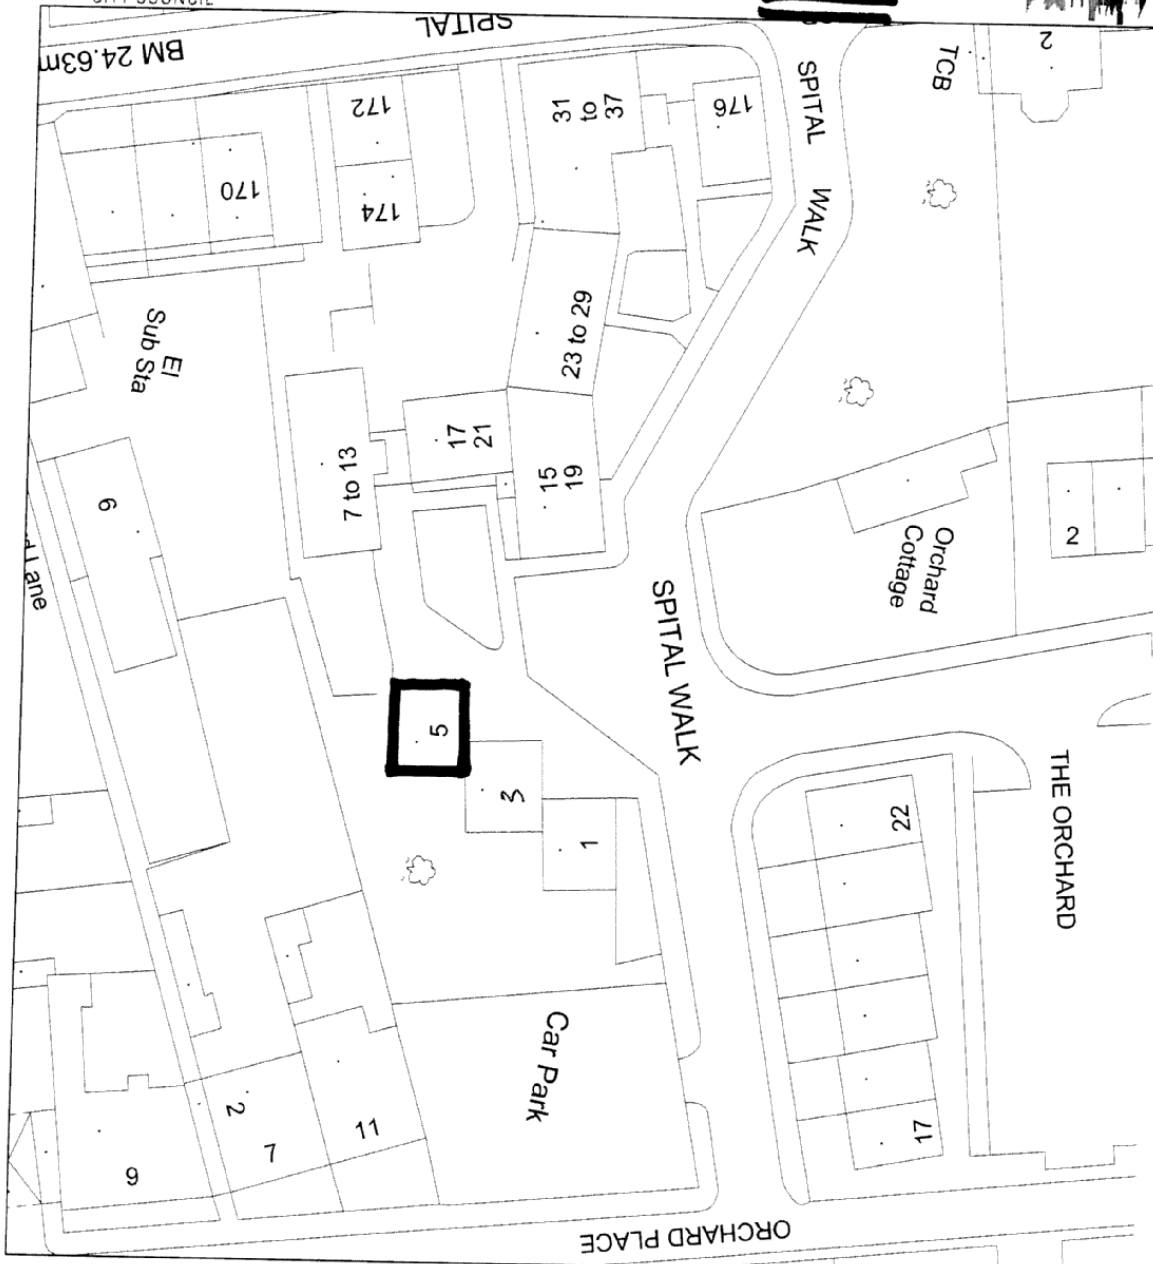 SPITAL
BM 24.63m
172
31
to
37
176
SPITAL
WALK
TCB
2
170
174
23 to 29
El
Sub Sta
17
21
7 to 13
15
19
6
Orchard
Cottage
2
SPITAL WALK
5
3
1
22
THE ORCHARD
Car Park
2
7
11
17
9
ORCHARD PLACE